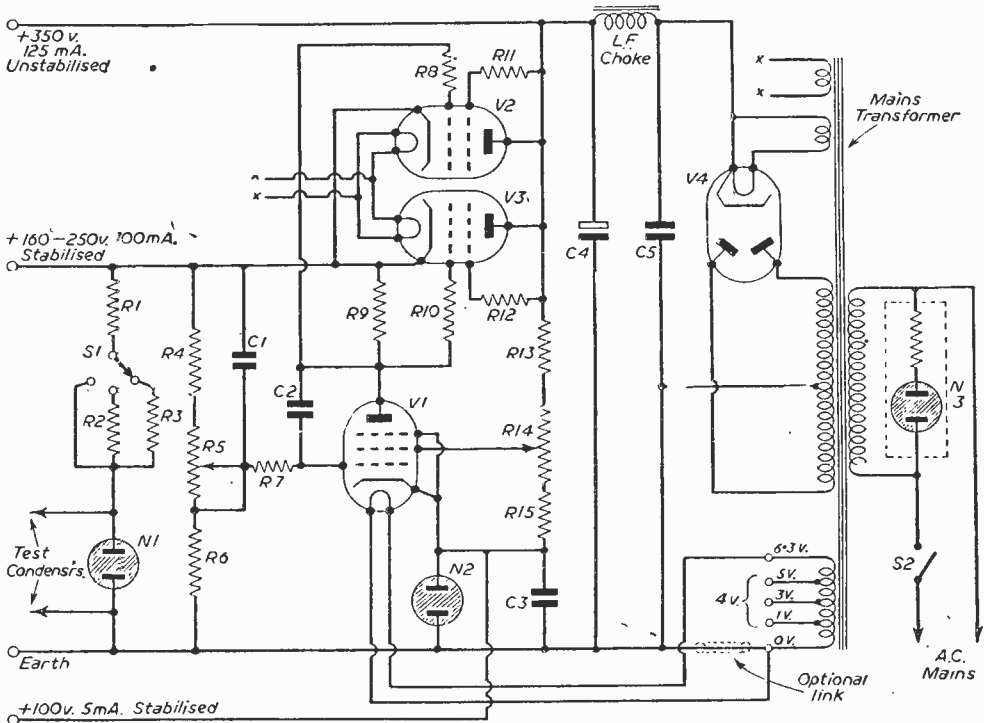 +350 v.
125 mA.
Unstabilised
L.F.
Choke
R8
R11
V2
x
x
Mains
Transformer
V4
V3
x
+160-250v. 100mA.
Stabilised
C4
C5
R1
R9
R10
R12
S1
R4
C1
R13
R2
R3
C2
V1
N
3
R5
R14
R7
R15
Test
Condensrs
N1
R6
N2
C3
6·3 v.
5v.
4v.
3v.
1v.
0v.
S2
Earth
Optional
link
A.C.
Mains
+100v. 5mA. Stabilised